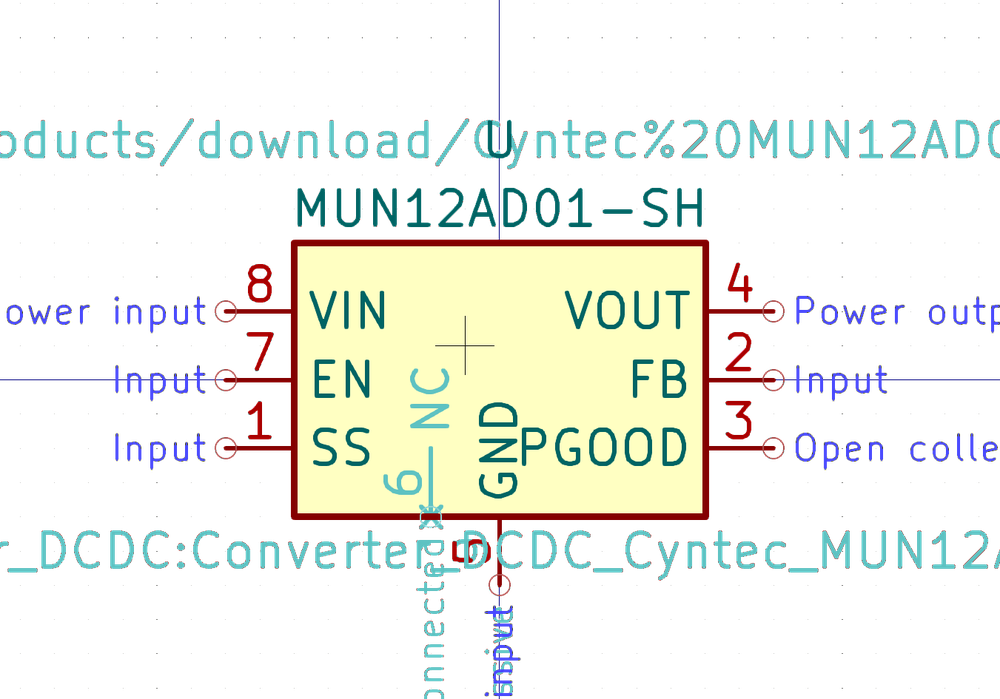 oducts/download/Cyntec%20MUN12AD0
U
MUN12AD01-SH
8 VIN VOUT 4
ower input Power outp
7 EN FB 2
Input Input
1 SS PGOOD 3
Input Open colle
NC
6
GND
r_DCDC:Converter_DCDC_Cyntec_MUN12A
5
onnected
input